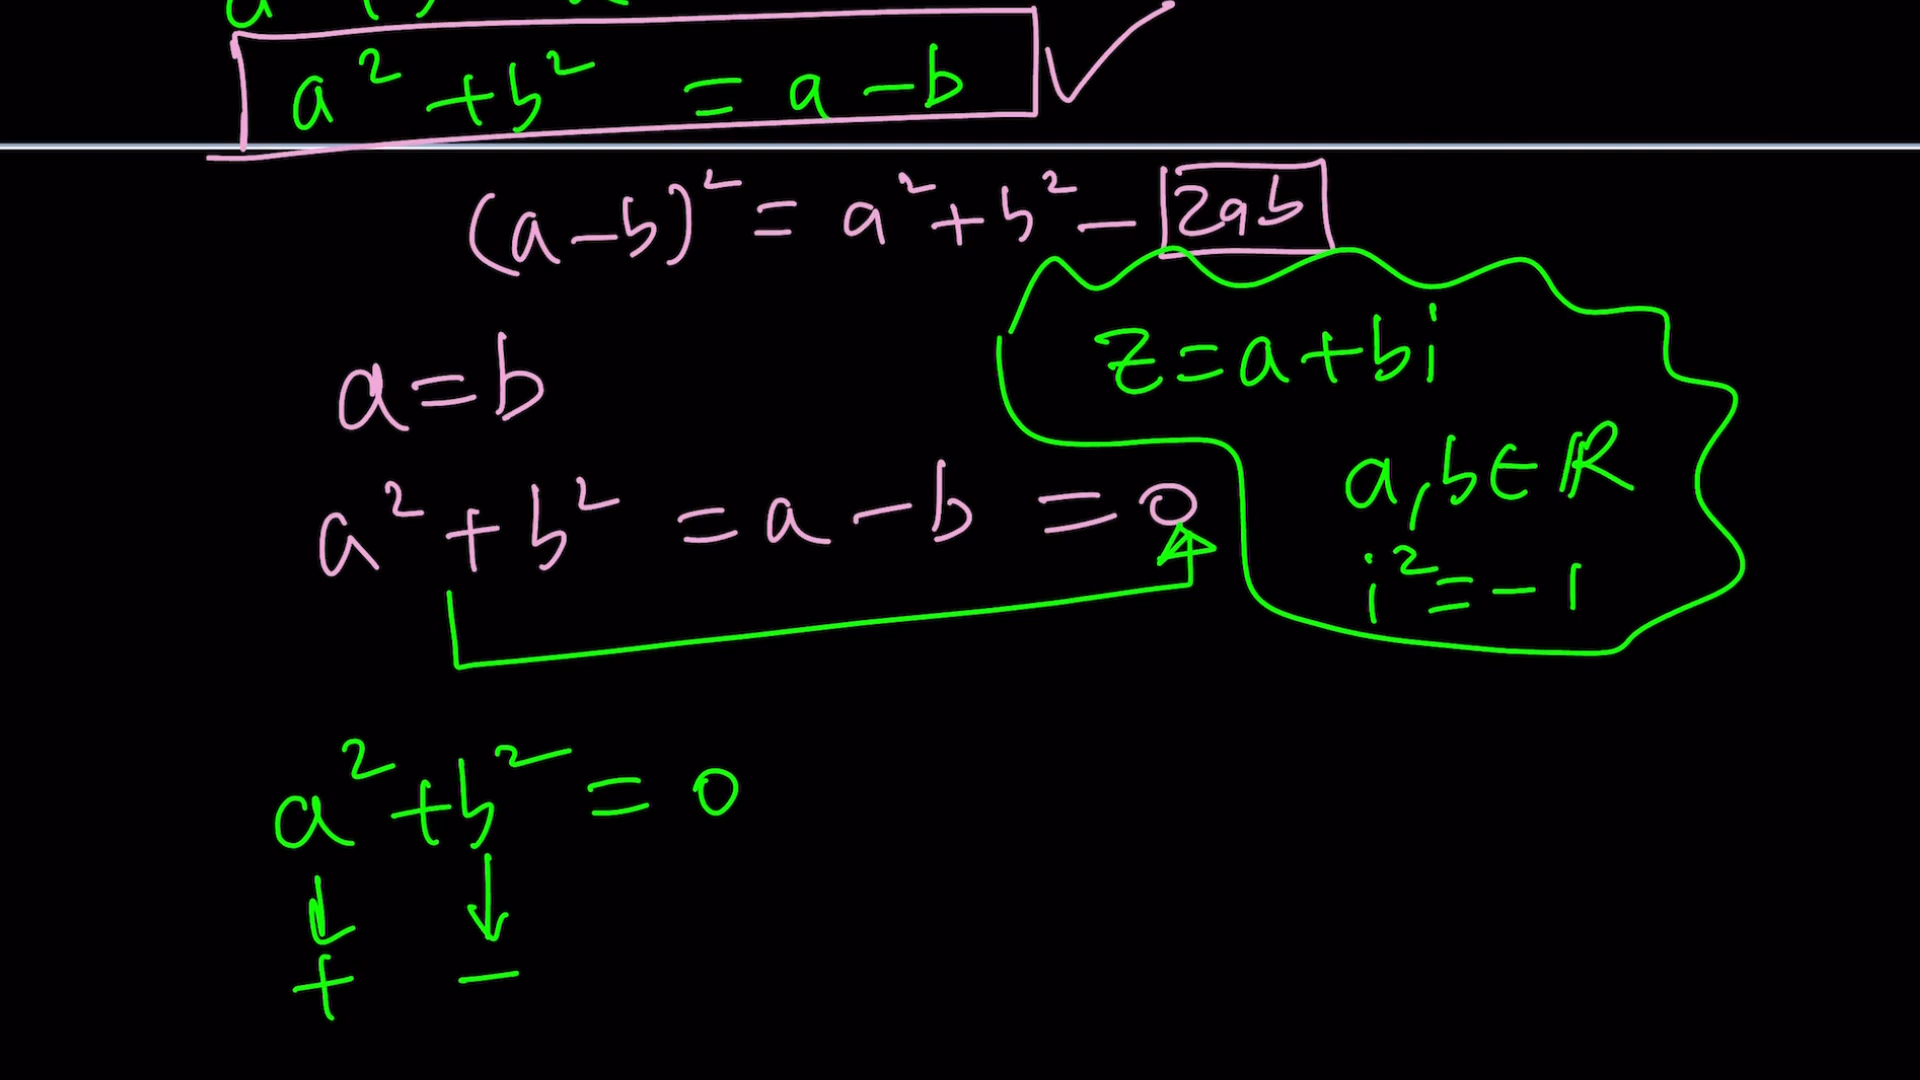 a² + b² = a - b
(a-b)² = a² + b² - 2ab
z = a + bi
a = b
a, b ∈ ℝ
a² + b² = a - b = 0
i² = -1
a² + b² = 0
+ -